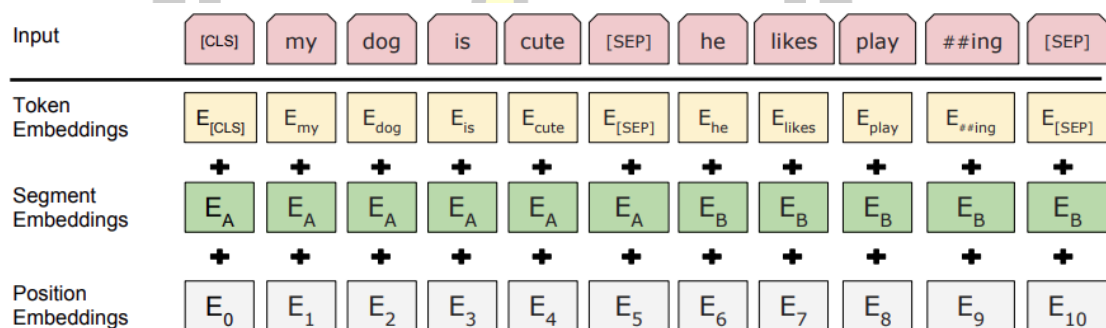 Input [CLS] my dog is cute [SEP] he likes play ##ing [SEP]
Token Embeddings E[CLS] Emy Edog Eis Ecute E[SEP] Ehe Elikes Eplay E##ing E[SEP]
+ + + + + + + + + + +
Segment Embeddings EA EA EA EA EA EA EB EB EB EB EB
+ + + + + + + + + + +
Position Embeddings E0 E1 E2 E3 E4 E5 E6 E7 E8 E9 E10